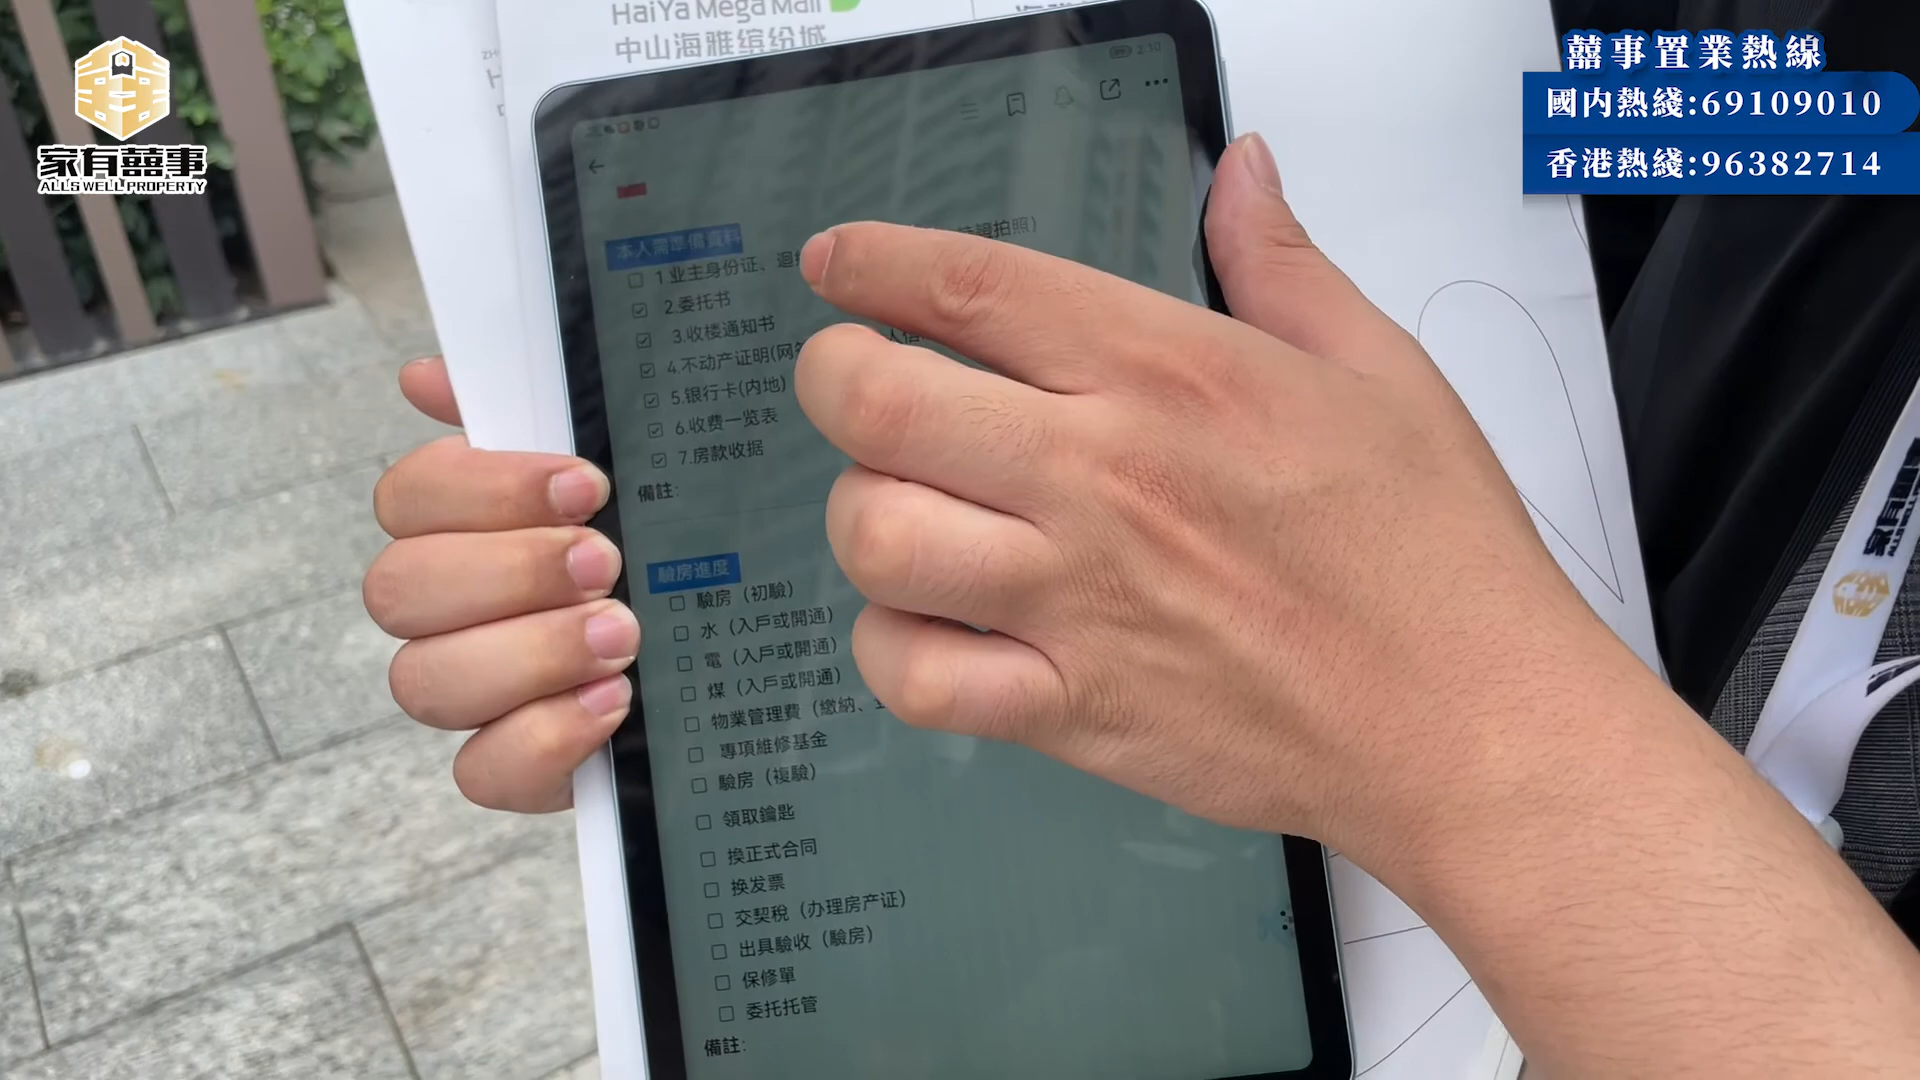 HaiYa Mega Mall
中山海雅缤纷城
家有囍事
ALLS WELL PROPERTY
囍事置業熱線
國内熱綫:69109010
香港熱綫:96382714
2:10
本人需準備資料
拍照）
1.业主身份证、迴
2.委托书
3.收楼通知书
4.不动产证明(网
5.银行卡(内地)
6.收费一览表
7.房款收据
備註:
驗房進度
驗房（初驗）
水（入戶或開通）
電（入戶或開通）
煤（入戶或開通）
物業管理費（繳納、
專項維修基金
驗房（複驗）
領取鑰匙
換正式合同
换发票
交契稅（办理房产证）
出具驗收（驗房）
保修單
委托托管
備註: